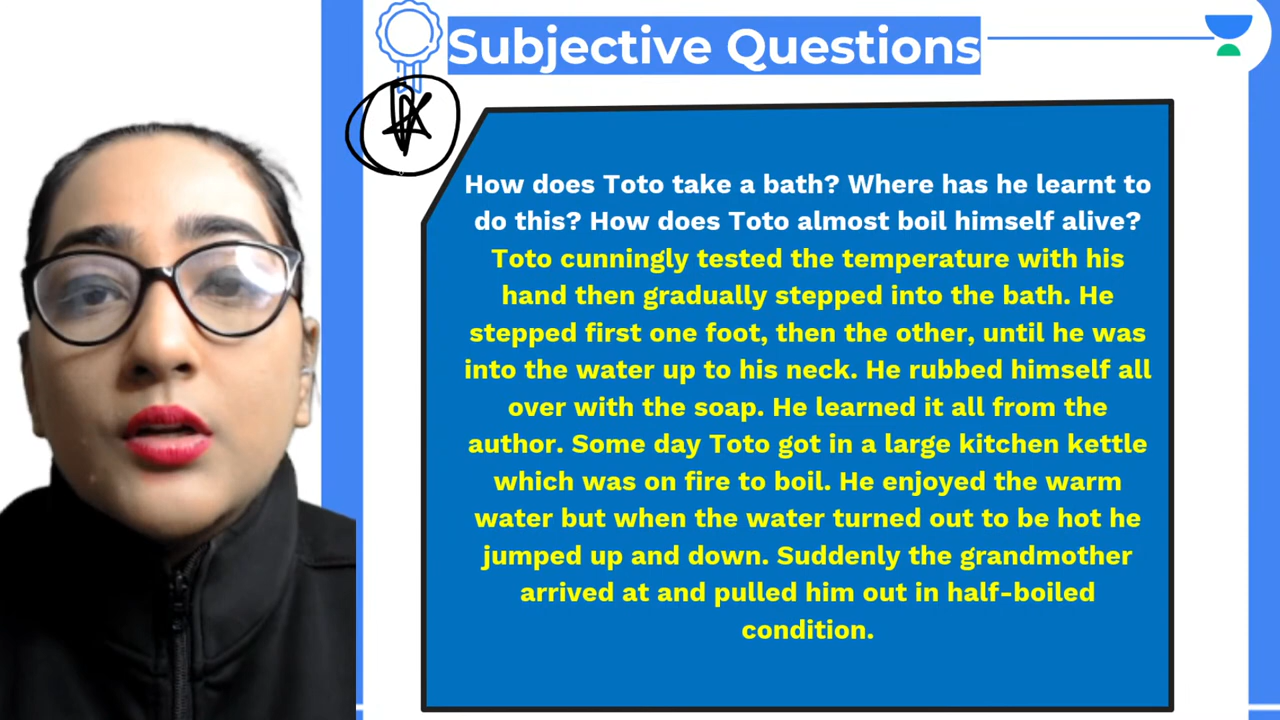 Subjective Questions
How does Toto take a bath? Where has he learnt to
do this? How does Toto almost boil himself alive?
Toto cunningly tested the temperature with his
hand then gradually stepped into the bath. He
stepped first one foot, then the other, until he was
into the water up to his neck. He rubbed himself all
over with the soap. He learned it all from the
author. Some day Toto got in a large kitchen kettle
which was on fire to boil. He enjoyed the warm
water but when the water turned out to be hot he
jumped up and down. Suddenly the grandmother
arrived at and pulled him out in half-boiled
condition.